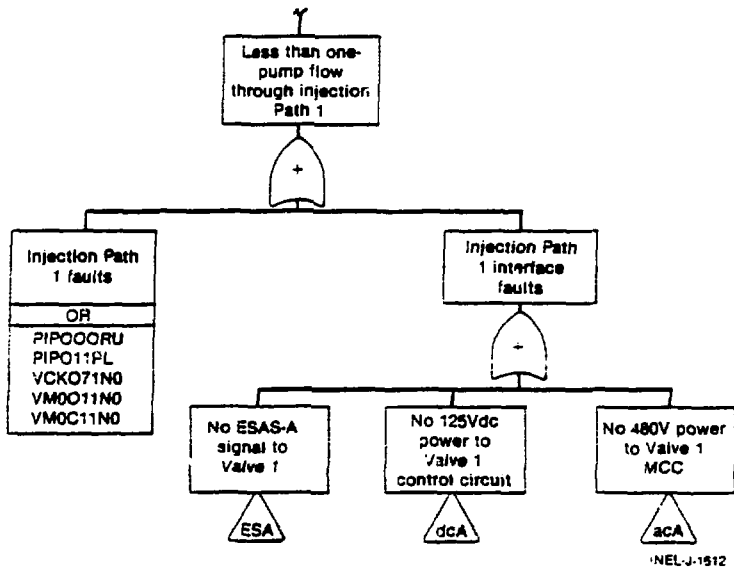 Less than one-
pump flow
through injection
Path 1
+
Injection Path
1 faults
OR
PIPOOORU
PIPO11PL
VCKO71N0
VM0O11N0
VM0C11N0
Injection Path
1 interface
faults
+
No ESAS-A
signal to
Valve 1
No 125Vdc
power to
Valve 1
control circuit
No 480V power
to Valve 1
MCC
ESA
dcA
acA
INEL-J-1512